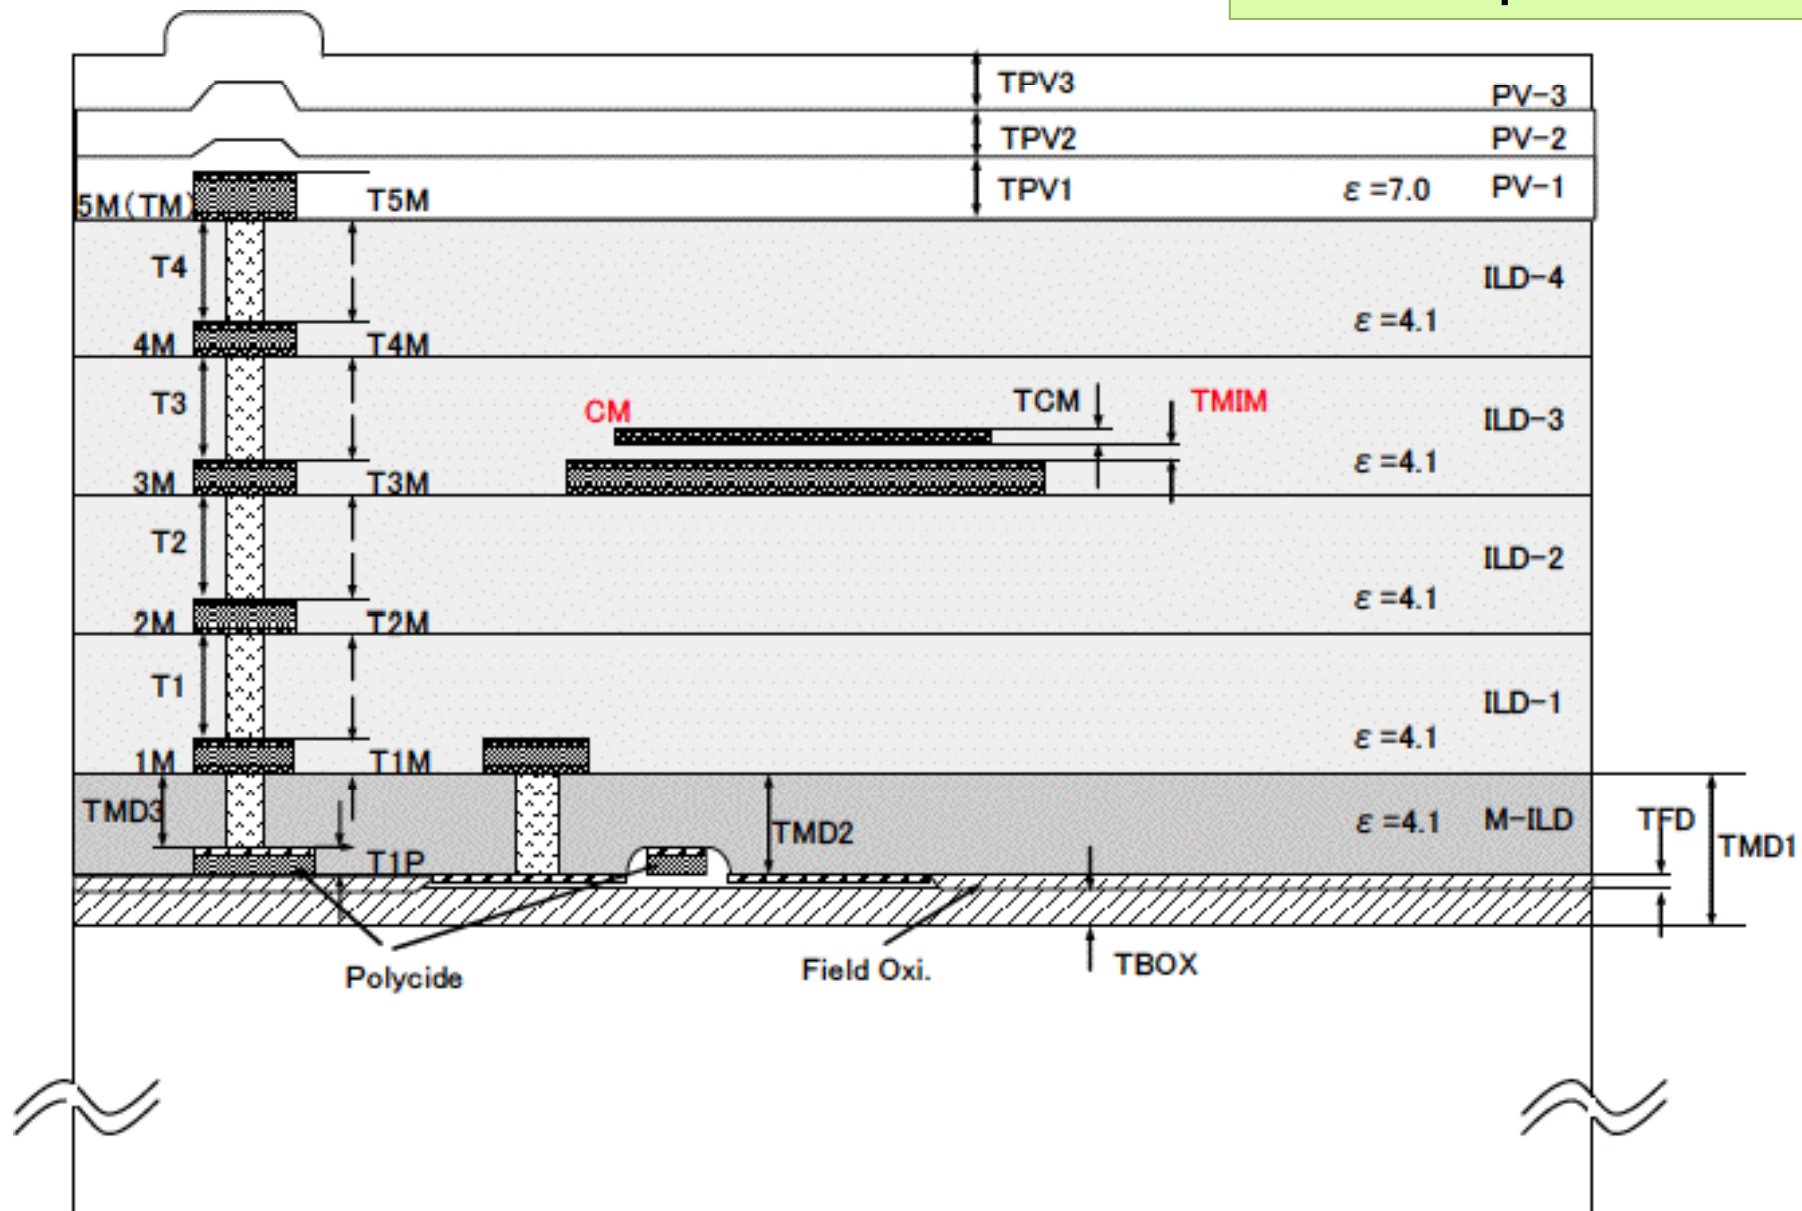 TPV3
PV-3
TPV2
PV-2
5M(TM)
T5M
TPV1
ε=7.0
PV-1
T4
ILD-4
ε=4.1
4M
T4M
T3
CM
TCM
TMIM
ILD-3
ε=4.1
3M
T3M
T2
ILD-2
ε=4.1
2M
T2M
T1
ILD-1
ε=4.1
1M
T1M
TMD3
TMD2
ε=4.1
M-ILD
TFD
TMD1
T1P
Polycide
Field Oxi.
TBOX